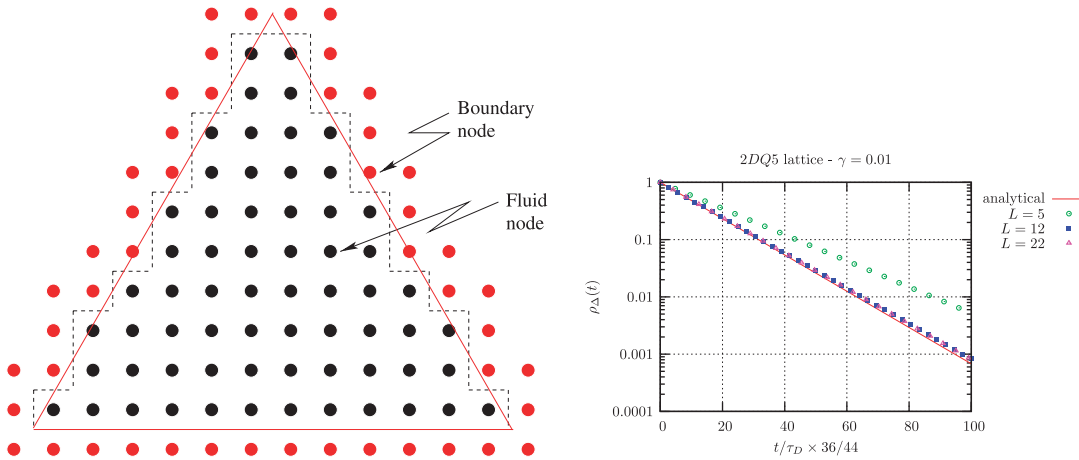 Boundary
node
Fluid
node
2DQ5 lattice - γ = 0.01
analytical
L = 5
L = 12
L = 22
1
0.1
0.01
0.001
0.0001
ρ_Δ(t)
0 20 40 60 80 100
t/τ_D × 36/44